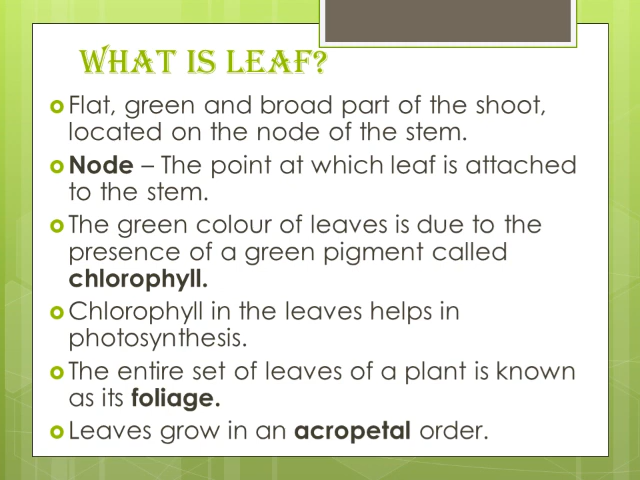 WHAT IS LEAF?
Flat, green and broad part of the shoot,
located on the node of the stem.
Node – The point at which leaf is attached
to the stem.
The green colour of leaves is due to the
presence of a green pigment called
chlorophyll.
Chlorophyll in the leaves helps in
photosynthesis.
The entire set of leaves of a plant is known
as its foliage.
Leaves grow in an acropetal order.